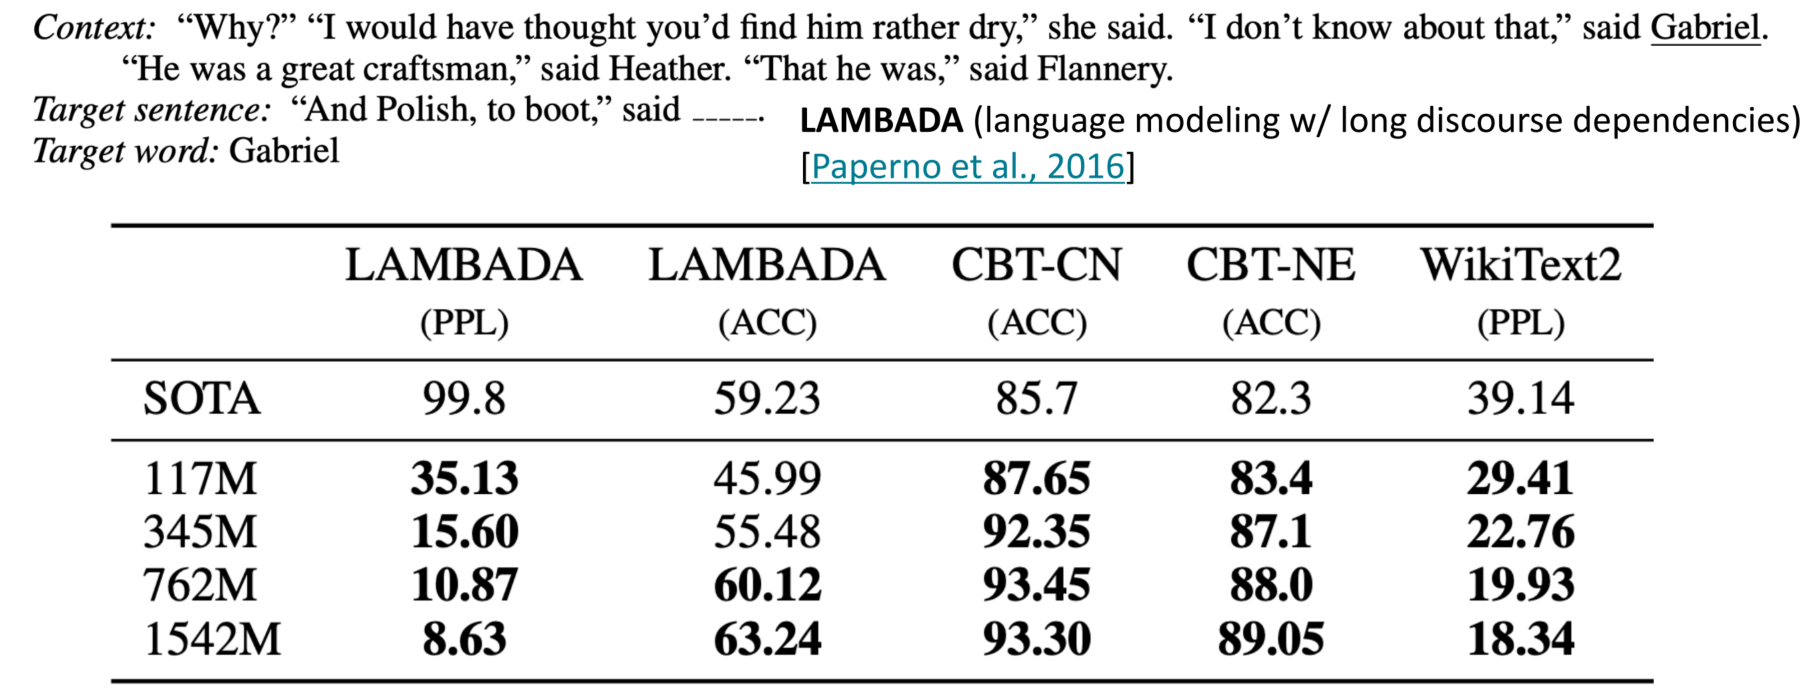 Context: “Why?” “I would have thought you’d find him rather dry,” she said. “I don’t know about that,” said Gabriel.
“He was a great craftsman,” said Heather. “That he was,” said Flannery.
Target sentence: “And Polish, to boot,” said _____.
Target word: Gabriel
LAMBADA (language modeling w/ long discourse dependencies)
[Paperno et al., 2016]
LAMBADA LAMBADA CBT-CN CBT-NE WikiText2
(PPL) (ACC) (ACC) (ACC) (PPL)
SOTA 99.8 59.23 85.7 82.3 39.14
117M 35.13 45.99 87.65 83.4 29.41
345M 15.60 55.48 92.35 87.1 22.76
762M 10.87 60.12 93.45 88.0 19.93
1542M 8.63 63.24 93.30 89.05 18.34